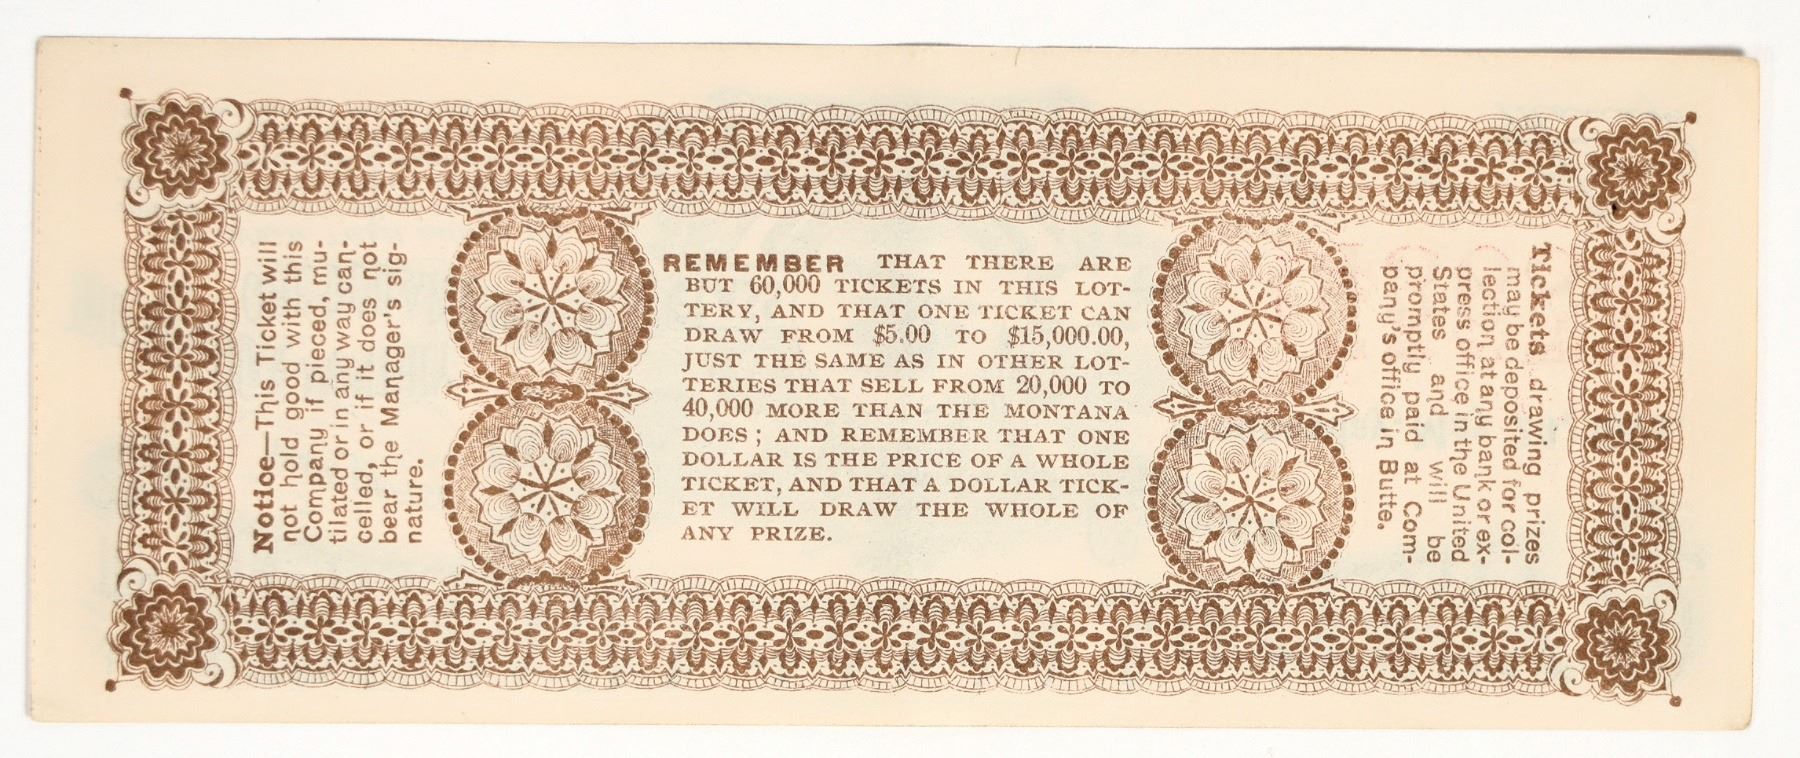 Notice—This Ticket will
not hold good with this
Company if pieced, mu-
tilated or in any way can-
celled, or if it does not
bear the Manager's sig-
nature.
REMEMBER THAT THERE ARE
BUT 60,000 TICKETS IN THIS LOT-
TERY, AND THAT ONE TICKET CAN
DRAW FROM $5.00 TO $15,000.00,
JUST THE SAME AS IN OTHER LOT-
TERIES THAT SELL FROM 20,000 TO
40,000 MORE THAN THE MONTANA
DOES; AND REMEMBER THAT ONE
DOLLAR IS THE PRICE OF A WHOLE
TICKET, AND THAT A DOLLAR TICK-
ET WILL DRAW THE WHOLE OF
ANY PRIZE.
Tickets drawing prizes
may be deposited for col-
lection at any bank or ex-
press office in the United
States and will be
promptly paid at Com-
pany's office in Butte.